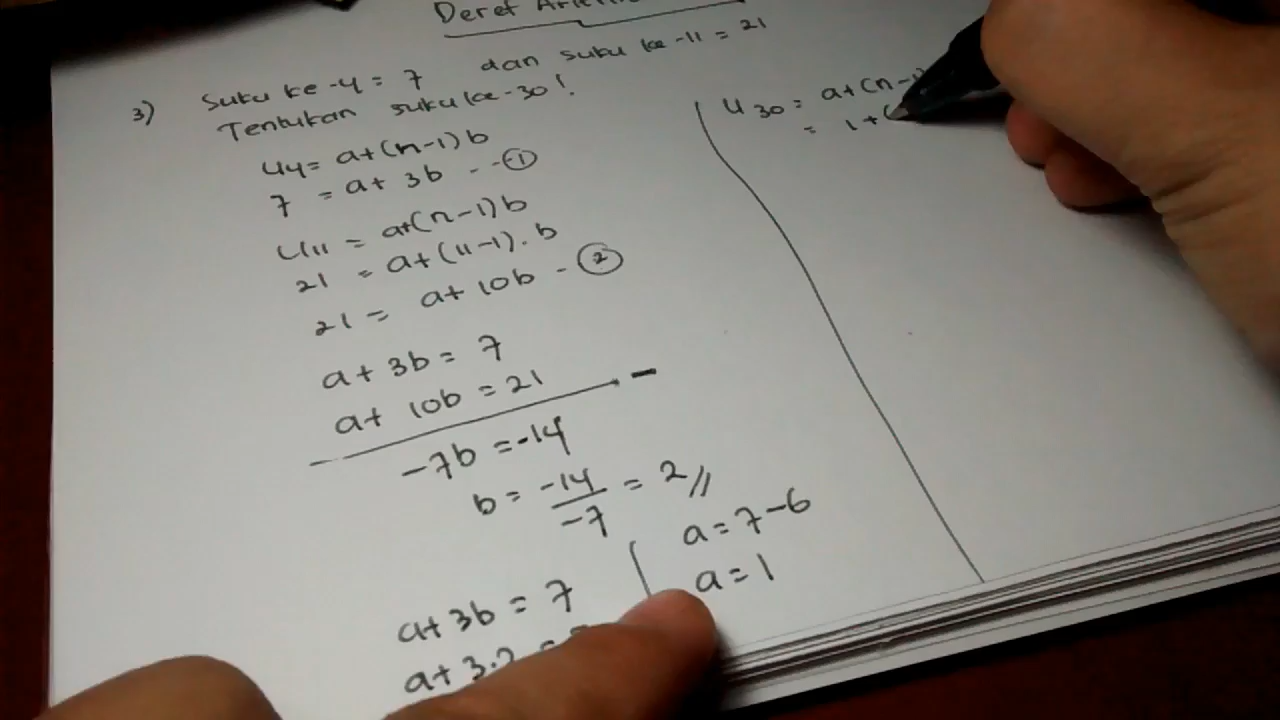 Deret
3) Suku ke-4 = 7 dan suku ke-11 = 21
Tentukan suku ke-30!
U4 = a+(n-1)b
7 = a+ 3b - - ①
U11 = a+(n-1)b
21 = a+(11-1).b
21 = a+ 10b - ②
a+ 3b = 7
a+ 10b = 21 -
-7b = -14
b = -14/-7 = 2 //
a+ 3b = 7
a+ 3.2 =
a = 7-6
a = 1
U30 = a+(n-1
= 1+(